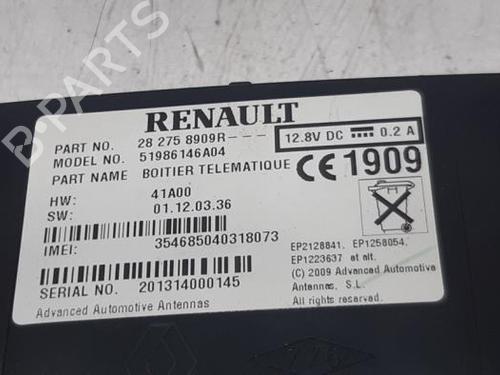 RENAULT
PART NO. 28 275 8909R---
12.8V DC 0.2 A
MODEL NO. 51986146A04
PART NAME BOITIER TELEMATIQUE
CE 1909
HW: 41A00
SW: 01.12.03.36
IMEI: 354685040318073
SERIAL NO. 201314000145
Advanced Automotive Antennas
EP2128841. EP1258054.
EP1223637 et alt.
(C) 2009 Advanced Automotive
Antennas, S.L.
All rights reserved.